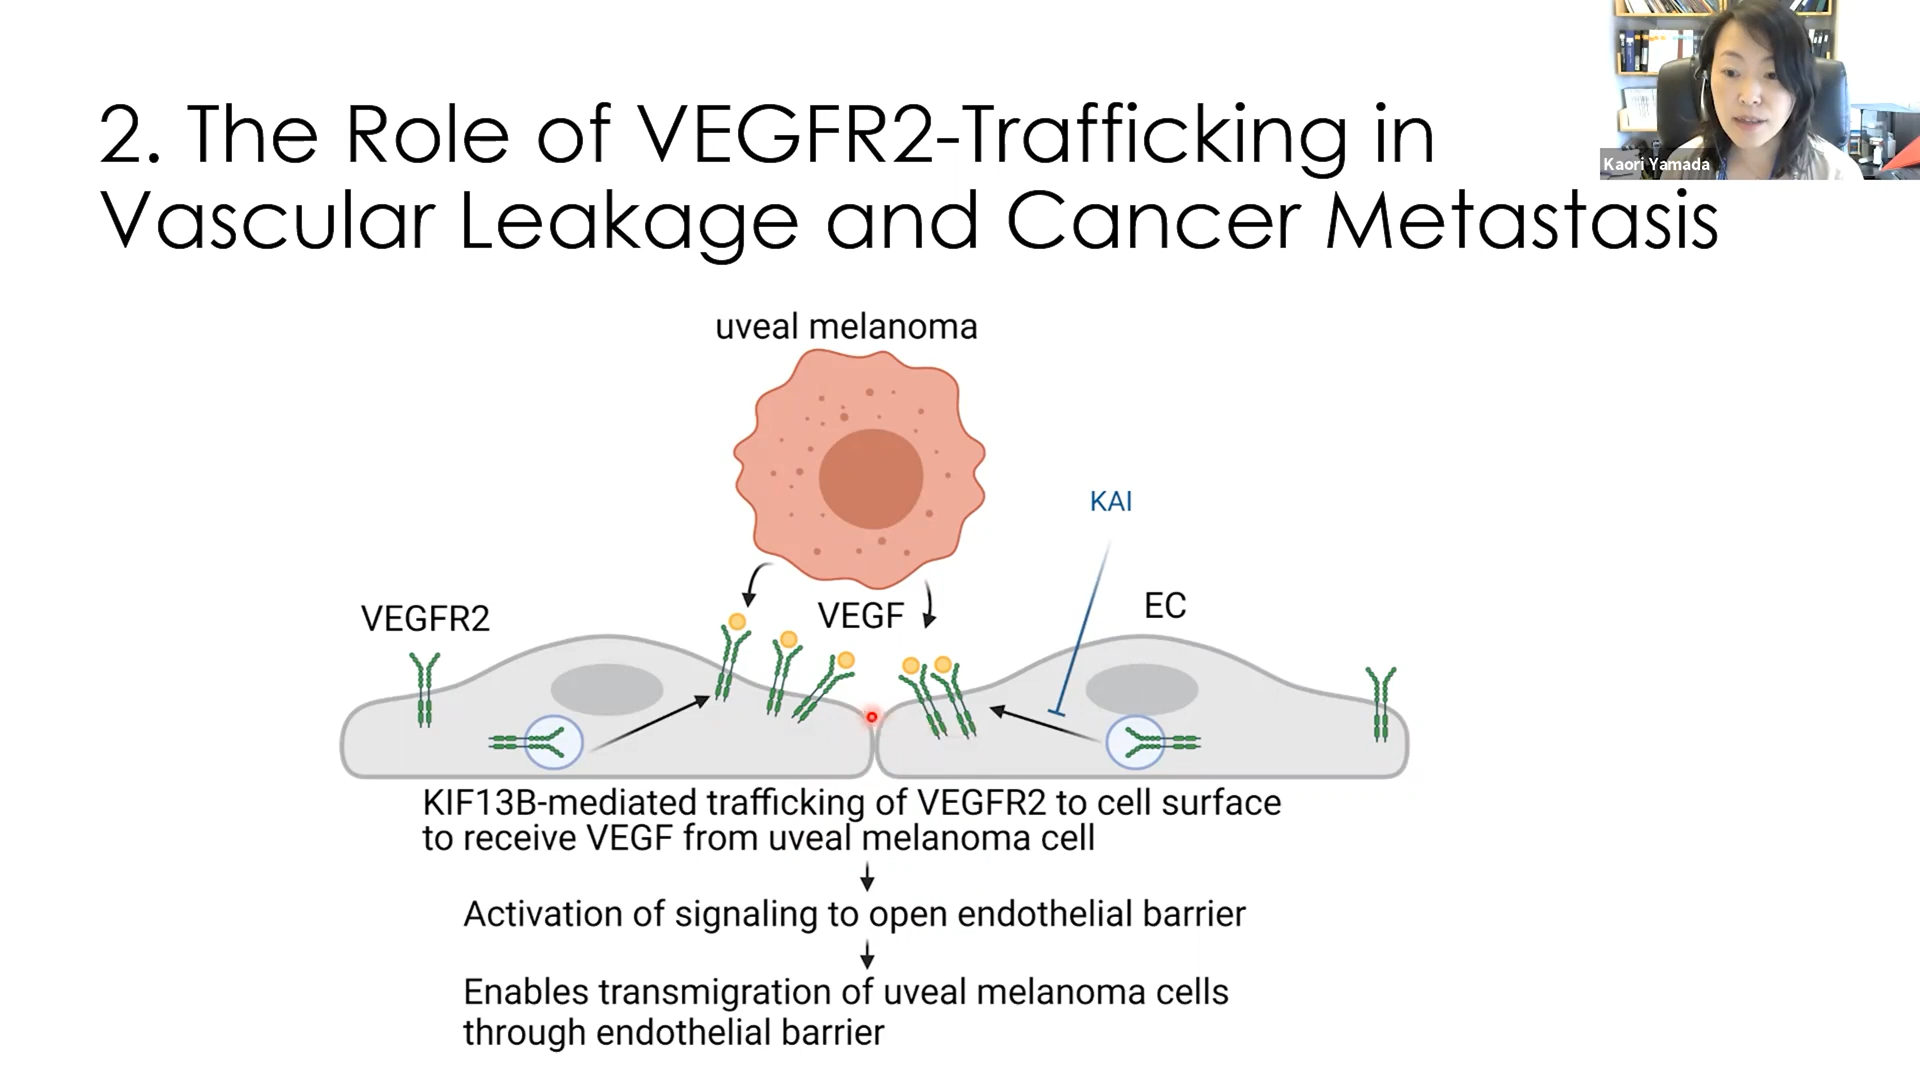 2. The Role of VEGFR2-Trafficking in
Vascular Leakage and Cancer Metastasis
Kaori Yamada
uveal melanoma
KAI
VEGFR2
VEGF
EC
KIF13B-mediated trafficking of VEGFR2 to cell surface
to receive VEGF from uveal melanoma cell
Activation of signaling to open endothelial barrier
Enables transmigration of uveal melanoma cells
through endothelial barrier